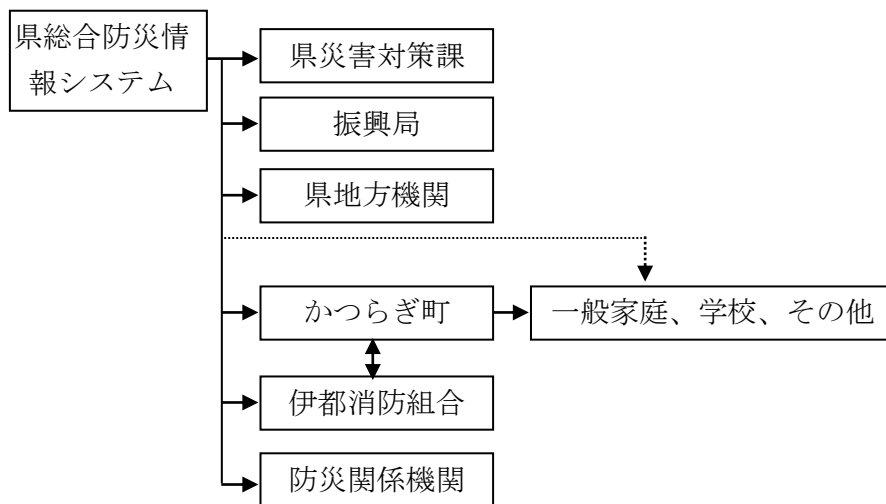 県総合防災情
報システム
県災害対策課
振興局
県地方機関
かつらぎ町
一般家庭、学校、その他
伊都消防組合
防災関係機関